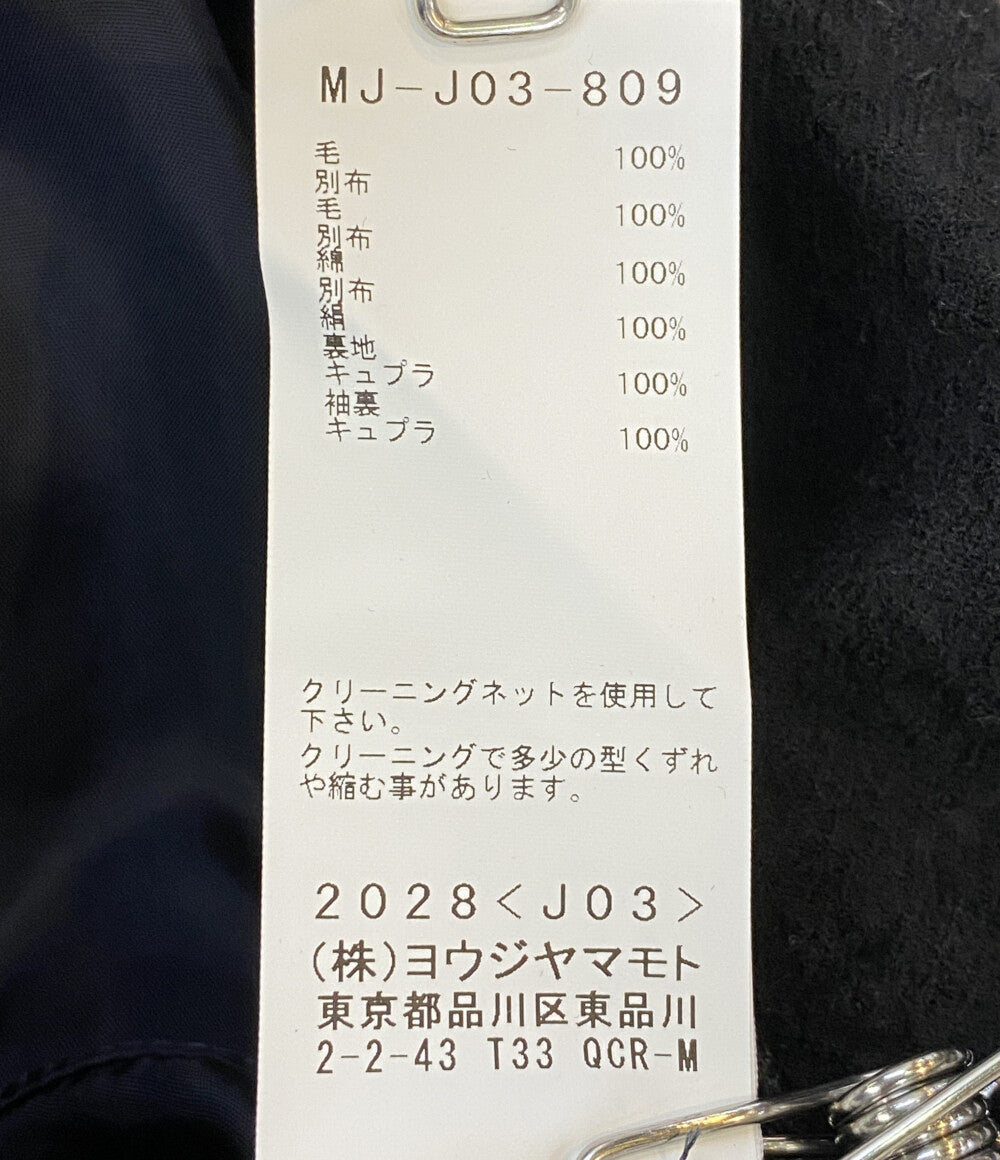 MJ-J03-809
毛 100%
別布
毛 100%
別布
綿 100%
別布
絹 100%
裏地
キュプラ 100%
袖裏
キュプラ 100%
クリーニングネットを使用して
下さい。
クリーニングで多少の型くずれ
や縮む事があります。
2028<J03>
(株)ヨウジヤマモト
東京都品川区東品川
2-2-43 T33 QCR-M